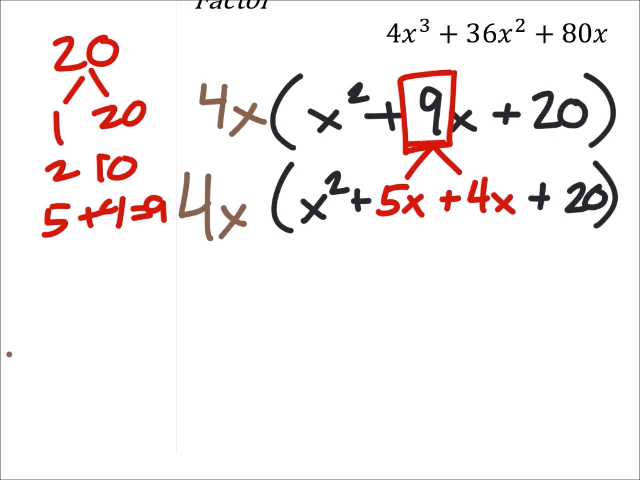 Factor
4x³ + 36x² + 80x
20
1 20
2 10
5+4=9
4x(x²+9x+20)
4x(x²+5x+4x+20)